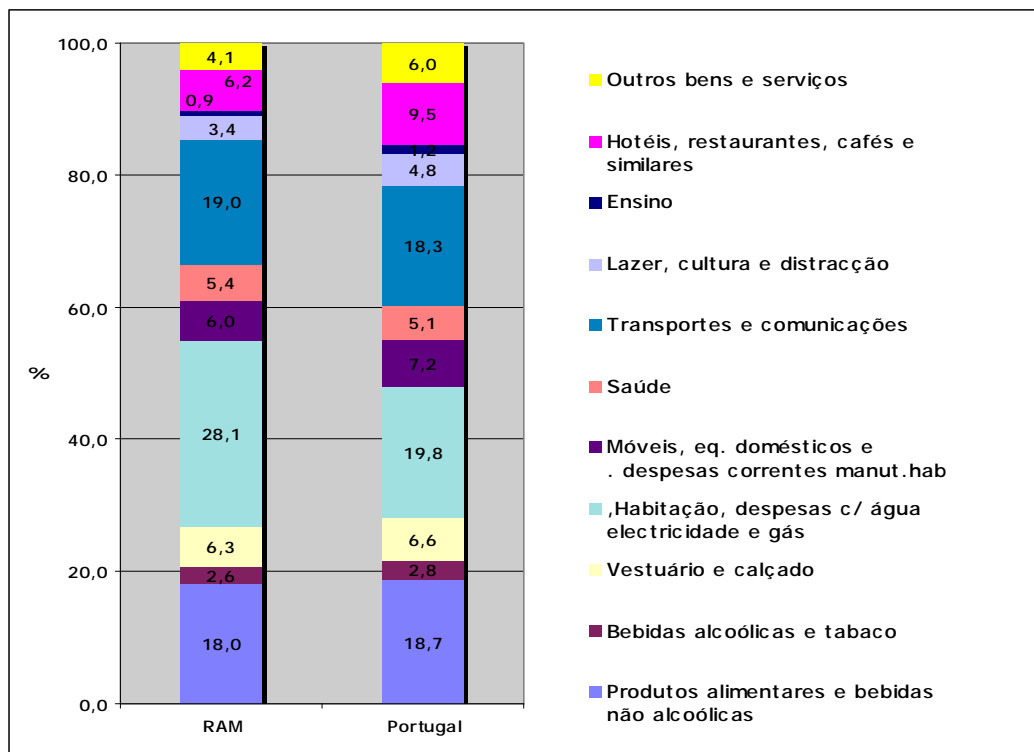 100,0
80,0
60,0
%
40,0
20,0
0,0
4,1
6,2
0,9
3,4
19,0
5,4
6,0
28,1
6,3
2,6
18,0
RAM
6,0
9,5
1,2
4,8
18,3
5,1
7,2
19,8
6,6
2,8
18,7
Portugal
Outros bens e serviços
Hotéis, restaurantes, cafés e
similares
Ensino
Lazer, cultura e distracção
Transportes e comunicações
Saúde
Móveis, eq. domésticos e
. despesas correntes manut.hab
,Habitação, despesas c/ água
electricidade e gás
Vestuário e calçado
Bebidas alcoólicas e tabaco
Produtos alimentares e bebidas
não alcoólicas